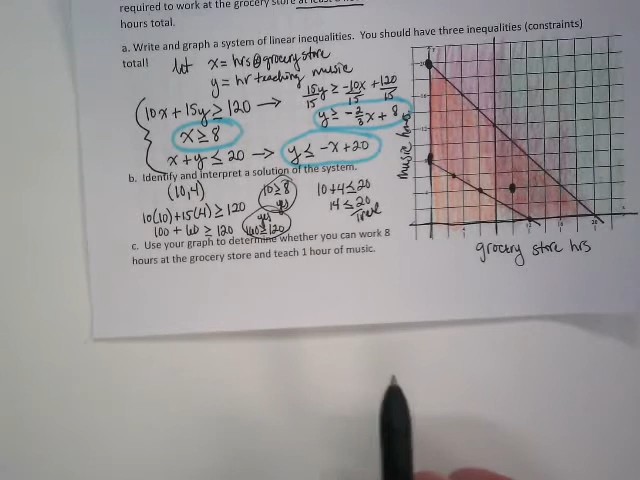 required to work at the grocery store at least 8
hours total.
a. Write and graph a system of linear inequalities. You should have three inequalities (constraints)
total!
let x = hrs @ grocery store
y = hr teaching music
10x + 15y ≥ 120 →
15y/15 ≥ -10x/15 + 120/15
y ≥ -2/3x + 8
x ≥ 8
x + y ≤ 20 → y ≤ -x + 20
b. Identify and interpret a solution of the system.
(10,4)
10(10) + 15(4) ≥ 120
100 + 60 ≥ 120
10 ≥ 8
yes
yes
160 ≥ 120
10 + 4 ≤ 20
14 ≤ 20
True
c. Use your graph to determine whether you can work 8
hours at the grocery store and teach 1 hour of music.
music hrs
grocery store hrs